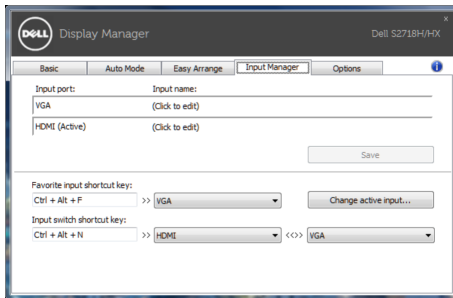 DELL Display Manager Dell S2718H/HX
x
Basic Auto Mode Easy Arrange Input Manager Options i
Input port: Input name:
VGA (Click to edit)
HDMI (Active) (Click to edit)
Save
Favorite input shortcut key:
Ctrl + Alt + F >> VGA Change active input...
Input switch shortcut key:
Ctrl + Alt + N >> HDMI <<>> VGA